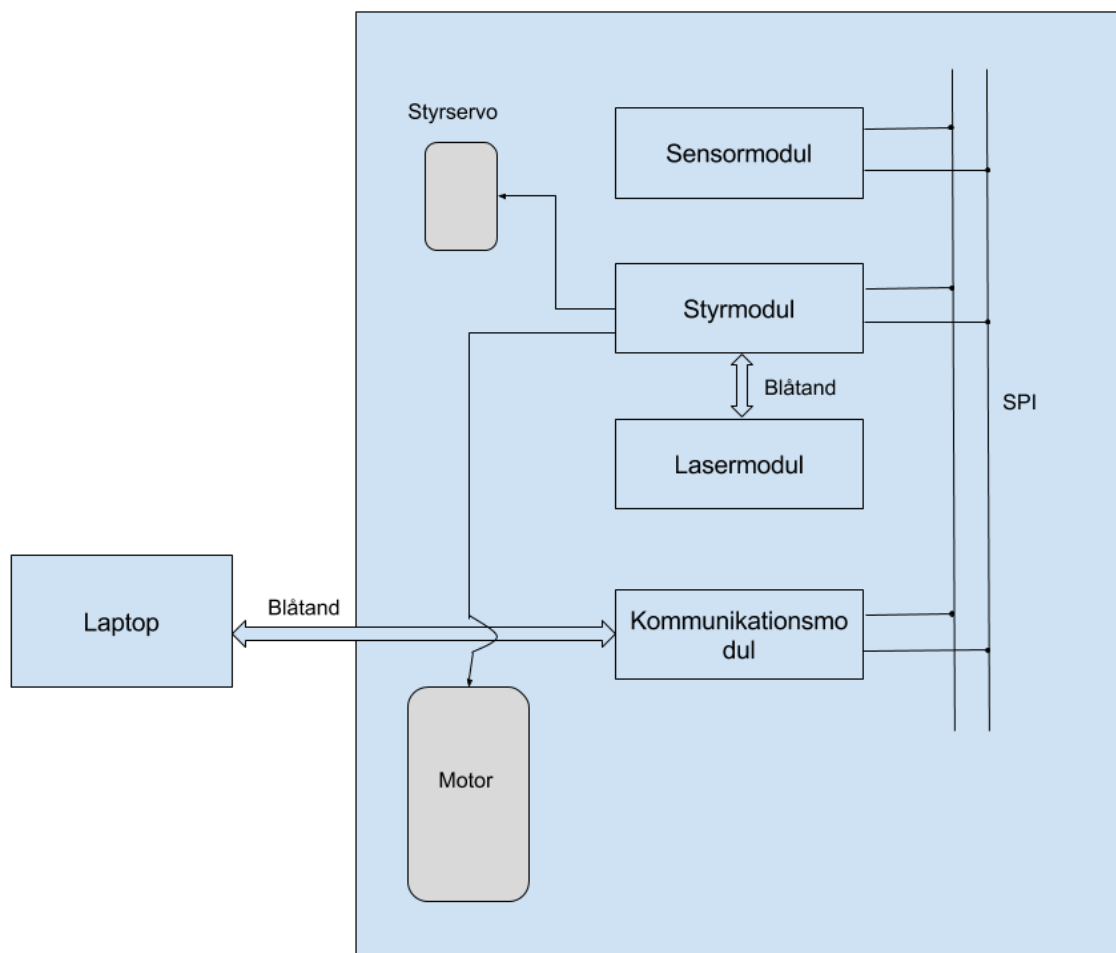 Styrservo
Sensormodul
Styrmodul
Blåtand
SPI
Lasermodul
Laptop
Blåtand
Kommunikationsmo
dul
Motor